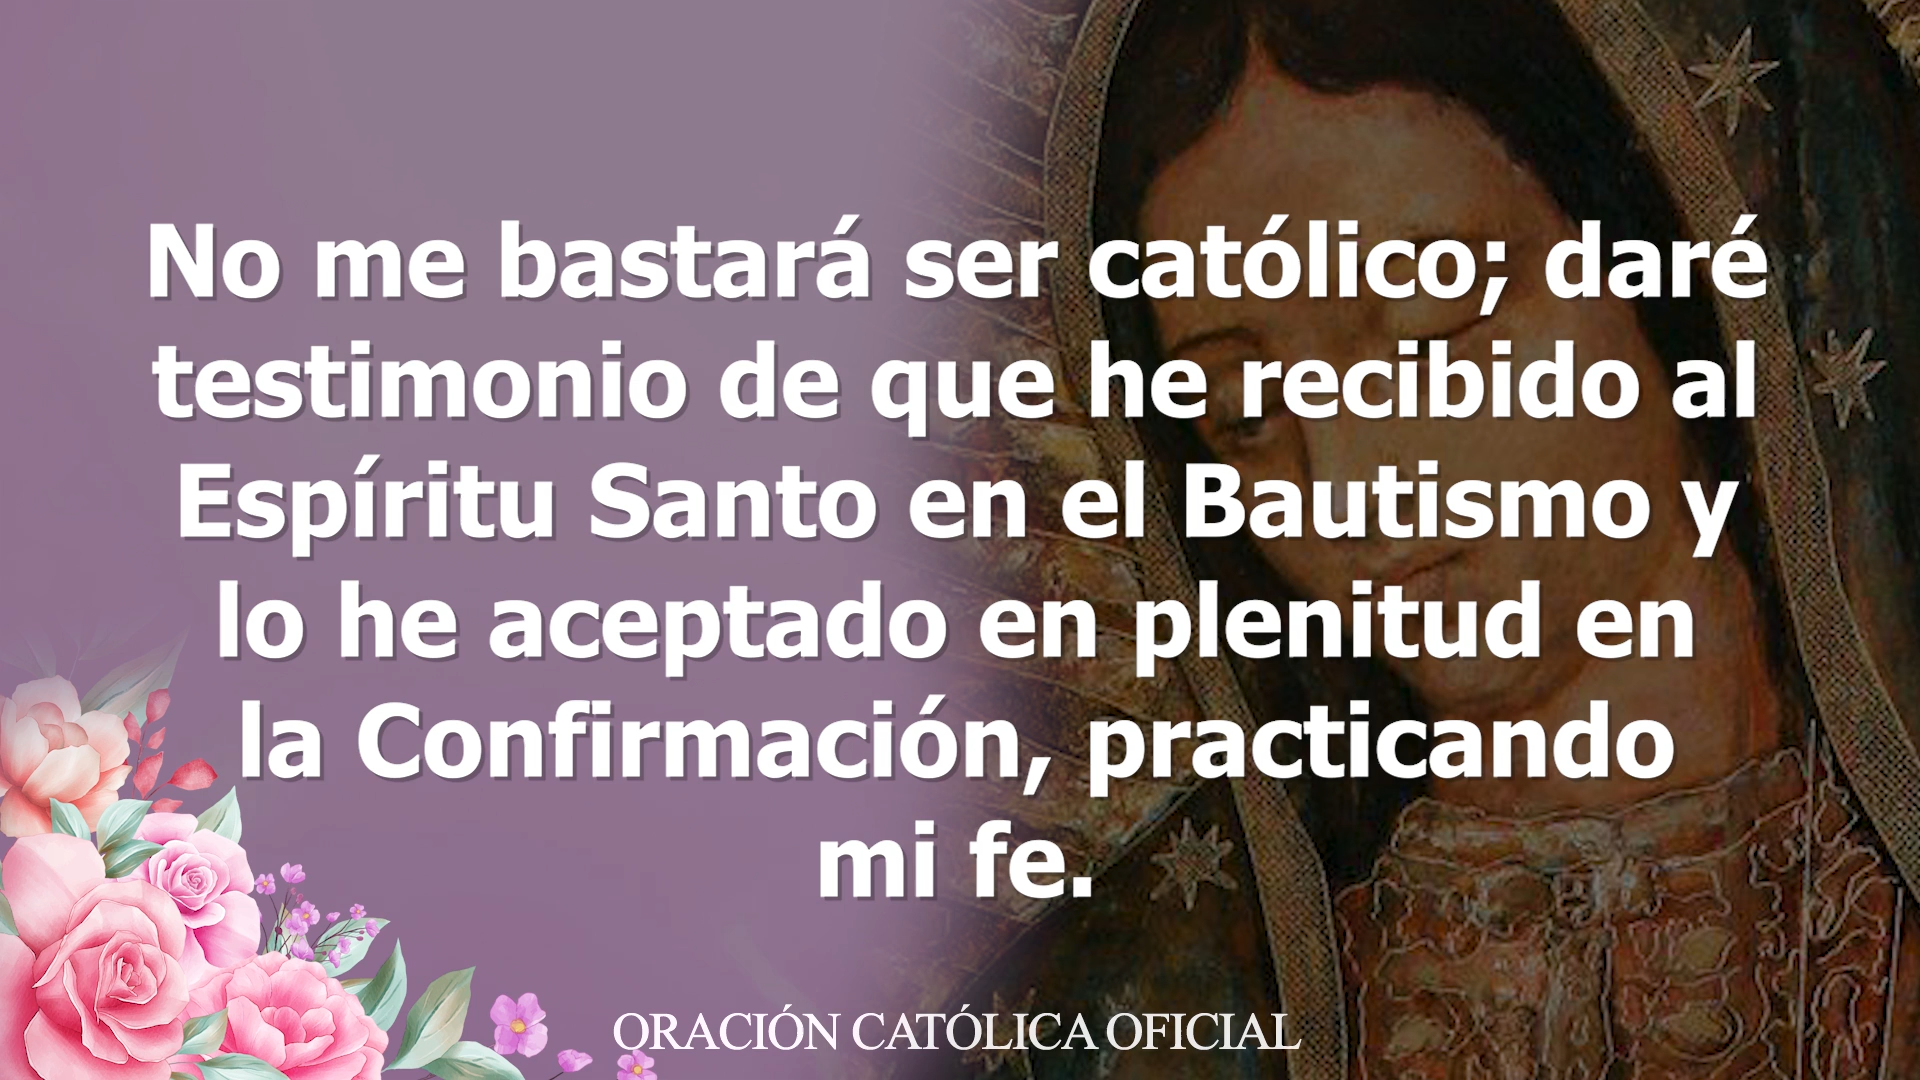 No me bastará ser católico; daré
testimonio de que he recibido al
Espíritu Santo en el Bautismo y
lo he aceptado en plenitud en
la Confirmación, practicando
mi fe.
ORACIÓN CATÓLICA OFICIAL